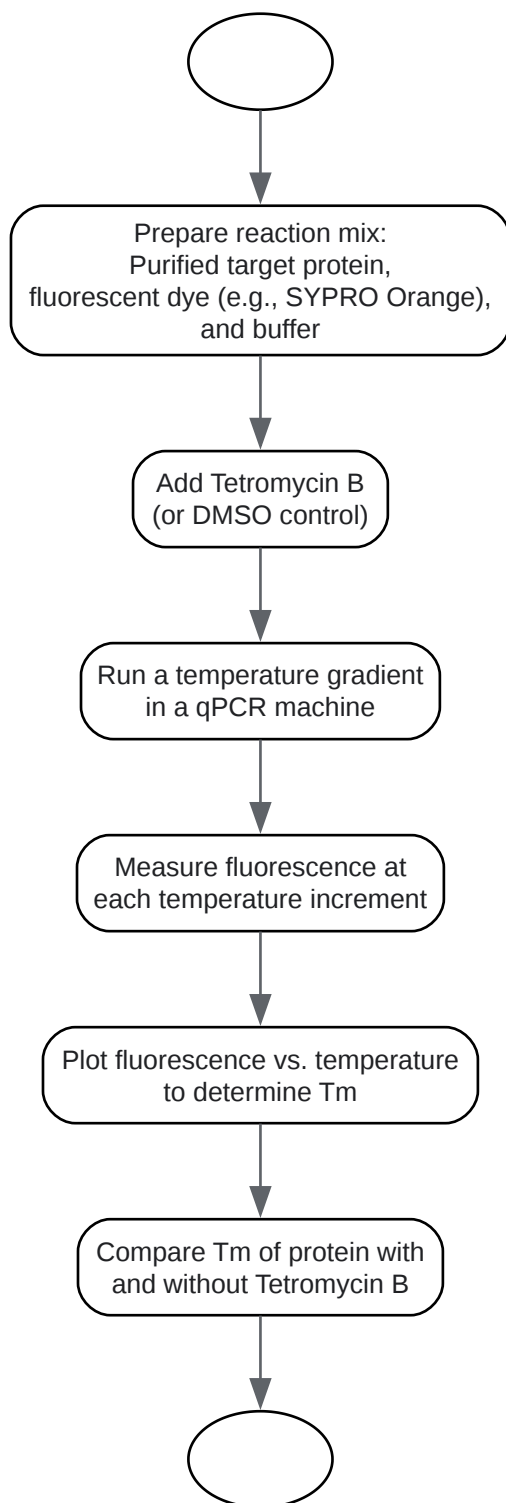 Prepare reaction mix:
Purified target protein,
fluorescent dye (e.g., SYPRO Orange),
and buffer
Add Tetromycin B
(or DMSO control)
Run a temperature gradient
in a qPCR machine
Measure fluorescence at
each temperature increment
Plot fluorescence vs. temperature
to determine Tm
Compare Tm of protein with
and without Tetromycin B